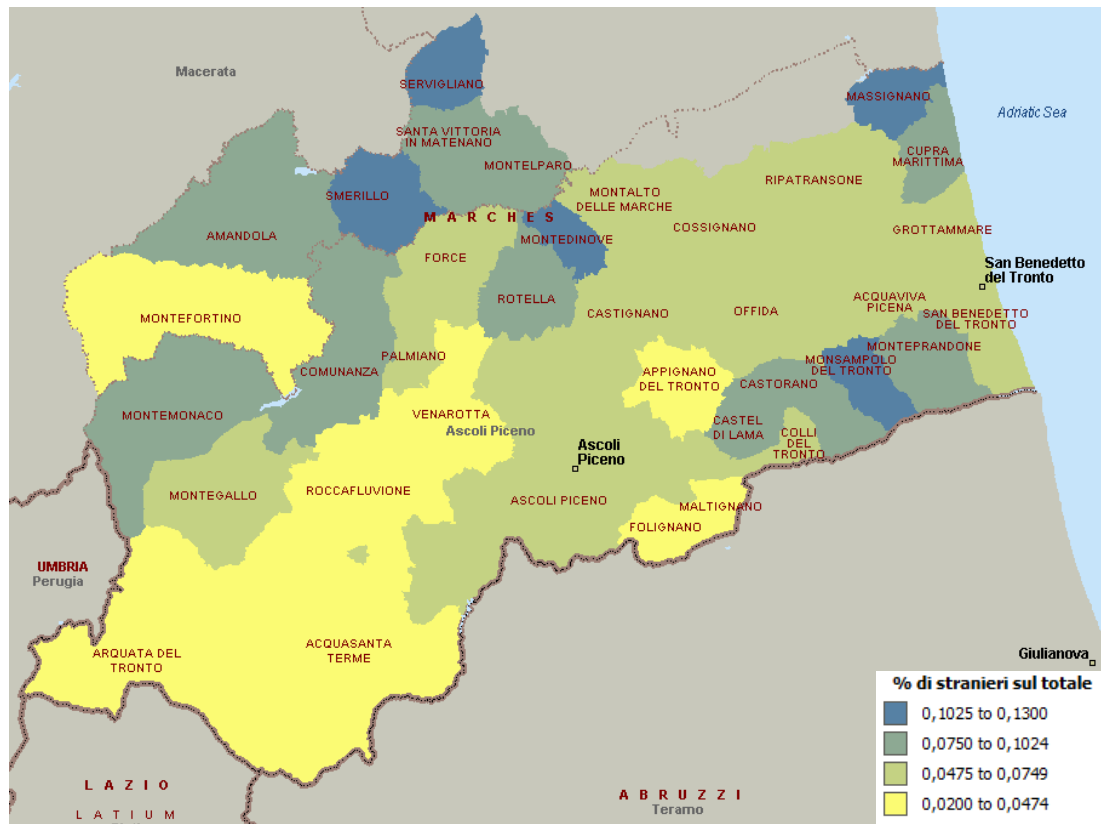 Macerata
SERVIGLIANO
MASSIGNANO
Adriatic Sea
SANTA VITTORIA
IN MATENANO
MONTELPARO
CUPRA
MARITTIMA
RIPATRANSONE
SMERILLO
MONTALTO
DELLE MARCHE
MARCHES
COSSIGNANO
AMANDOLA
MONTEDINOVE
GROTTAMMARE
FORCE
San Benedetto
del Tronto
ROTELLA
ACQUAVIVA
PICENA
MONTEFORTINO
CASTIGNANO
OFFIDA
SAN BENEDETTO
DEL TRONTO
MONTEPRANDONE
PALMIANO
MONSAMPOLO
DEL TRONTO
COMUNANZA
APPIGNANO
DEL TRONTO
CASTORANO
MONTEMONACO
VENAROTTA
Ascoli Piceno
CASTEL
DI LAMA
COLLI
DEL
TRONTO
Ascoli
Piceno
ROCCAFLUVIONE
MONTEGALLO
ASCOLI PICENO
MALTIGNANO
FOLIGNANO
UMBRIA
Perugia
ACQUASANTA
TERME
ARQUATA DEL
TRONTO
Giulianova
% di stranieri sul totale
0,1025 to 0,1300
0,0750 to 0,1024
0,0475 to 0,0749
0,0200 to 0,0474
LAZIO
LATIUM
ABRUZZI
Teramo